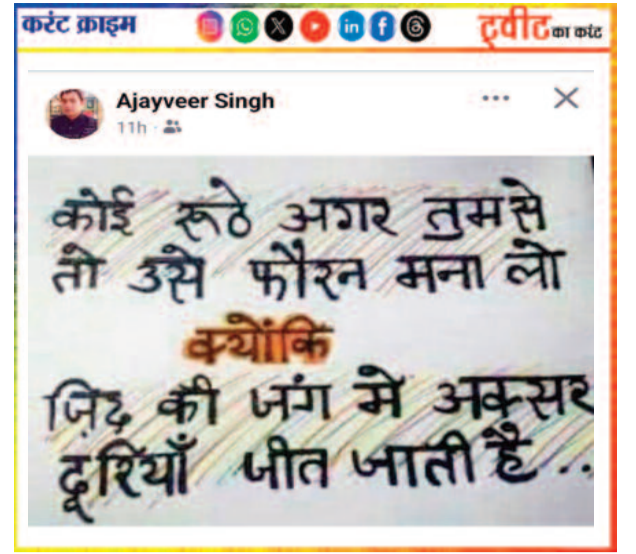 करंट क्राइम
ट्वीट का करंट
Ajayveer Singh
11h
कोई रूठे अगर तुमसे
तो उसे फौरन मना लो
क्योंकि
ज़िद की जंग मे अक्सर
दूरियाँ जीत जाती है ..